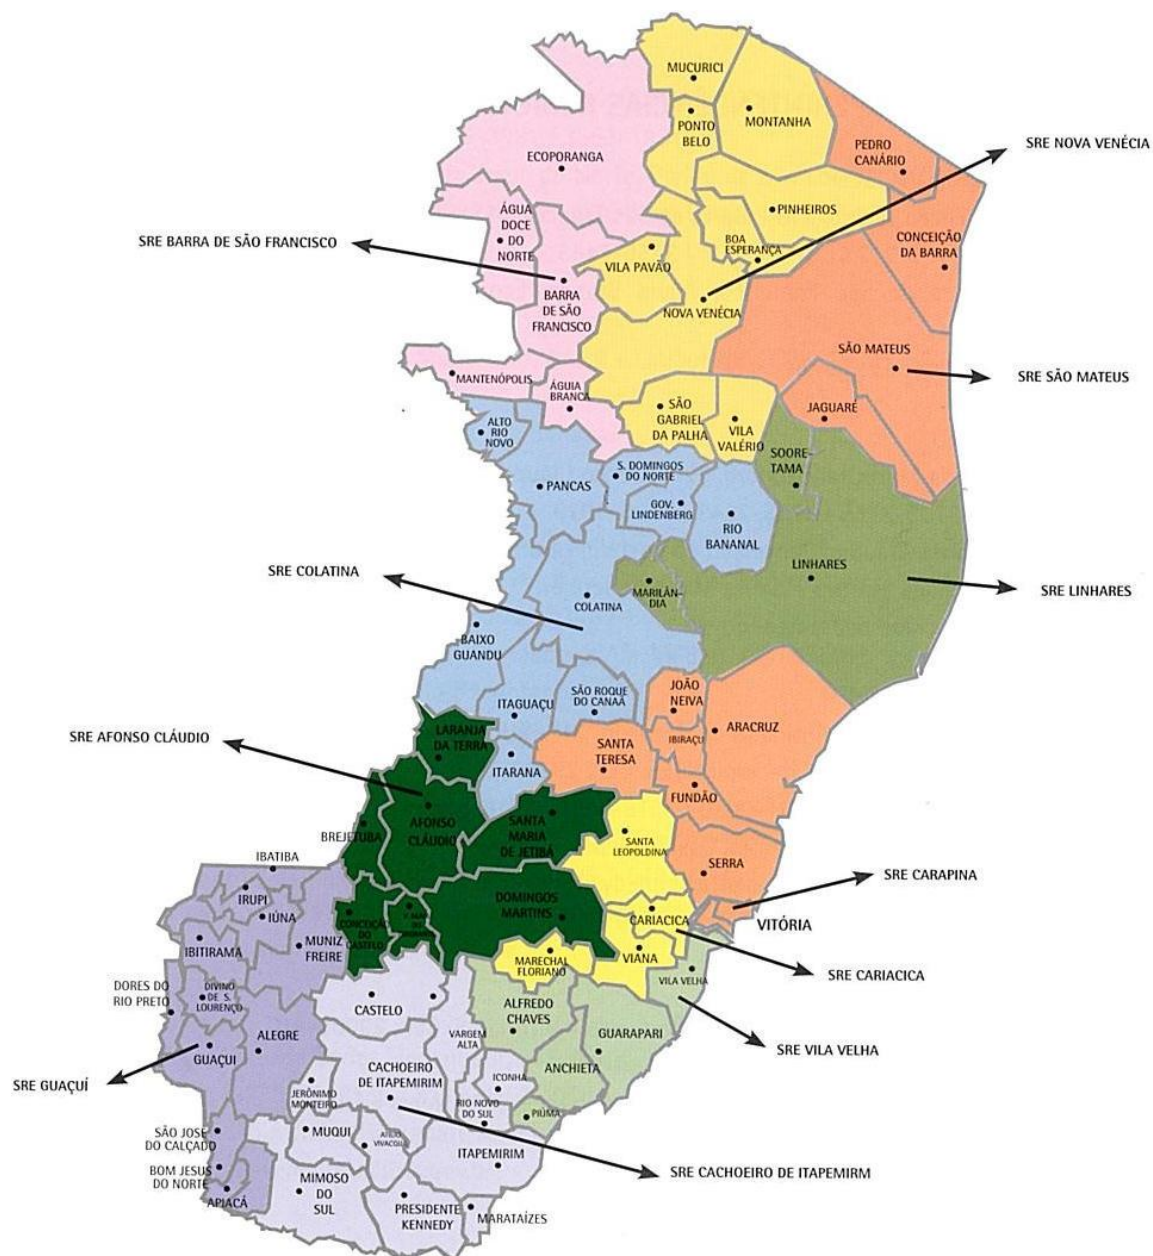 MUCURICI
PONTO
BELO
MONTANHA
PEDRO
CANÁRIO
SRE NOVA VENÉCIA
ECOPORANGA
ÁGUA
DOCE
DO
NORTE
PINHEIROS
BOA
ESPERANÇA
CONCEIÇÃO
DA BARRA
SRE BARRA DE SÃO FRANCISCO
VILA PAVÃO
BARRA
DE SÃO
FRANCISCO
NOVA VENÉCIA
SÃO MATEUS
SRE SÃO MATEUS
MANTENÓPOLIS
ÁGUIA
BRANCA
SÃO
GABRIEL
DA PALHA
VILA
VALÉRIO
JAGUARÉ
ALTO
RIO
NOVO
SOORE-
TAMA
PANCAS
S. DOMINGOS
DO NORTE
GOV.
LINDENBERG
RIO
BANANAL
LINHARES
SRE LINHARES
SRE COLATINA
COLATINA
MARILÂN-
DIA
BAIXO
GUANDU
ITAGUAÇU
SÃO ROQUE
DO CANAÃ
JOÃO
NEIVA
IBIRAÇU
ARACRUZ
SRE AFONSO CLÁUDIO
LARANJA
DA TERRA
ITARANA
SANTA
TERESA
FUNDÃO
BREJETUBA
AFONSO
CLÁUDIO
SANTA
MARIA
DE JETIBÁ
SANTA
LEOPOLDINA
SERRA
SRE CARAPINA
IBATIBA
IRUPI
IÚNA
IBITIRAMA
MUNIZ
FREIRE
CONCEIÇÃO
DO
CASTELO
DOMINGOS
MARTINS
CARIACICA
VITÓRIA
VIANA
SRE CARIACICA
MARECHAL
FLORIANO
VILA VELHA
SRE VILA VELHA
DORES DO
RIO PRETO
DIVINO
DE S.
LOURENÇO
CASTELO
ALFREDO
CHAVES
GUARAPARI
VARGEM
ALTA
ALEGRE
GUAÇUI
SRE GUAÇUÍ
CACHOEIRO
DE ITAPEMIRIM
ANCHIETA
ICONHA
JERÔNIMO
MONTEIRO
RIO NOVO
DO SUL
PIÚMA
SÃO JOSE
DO CALÇADO
MUQUI
ATÍLIO
VIVACQUA
ITAPEMIRIM
SRE CACHOEIRO DE ITAPEMIRM
BOM JESUS
DO NORTE
APIACÁ
MIMOSO
DO
SUL
PRESIDENTE
KENNEDY
MARATAÍZES